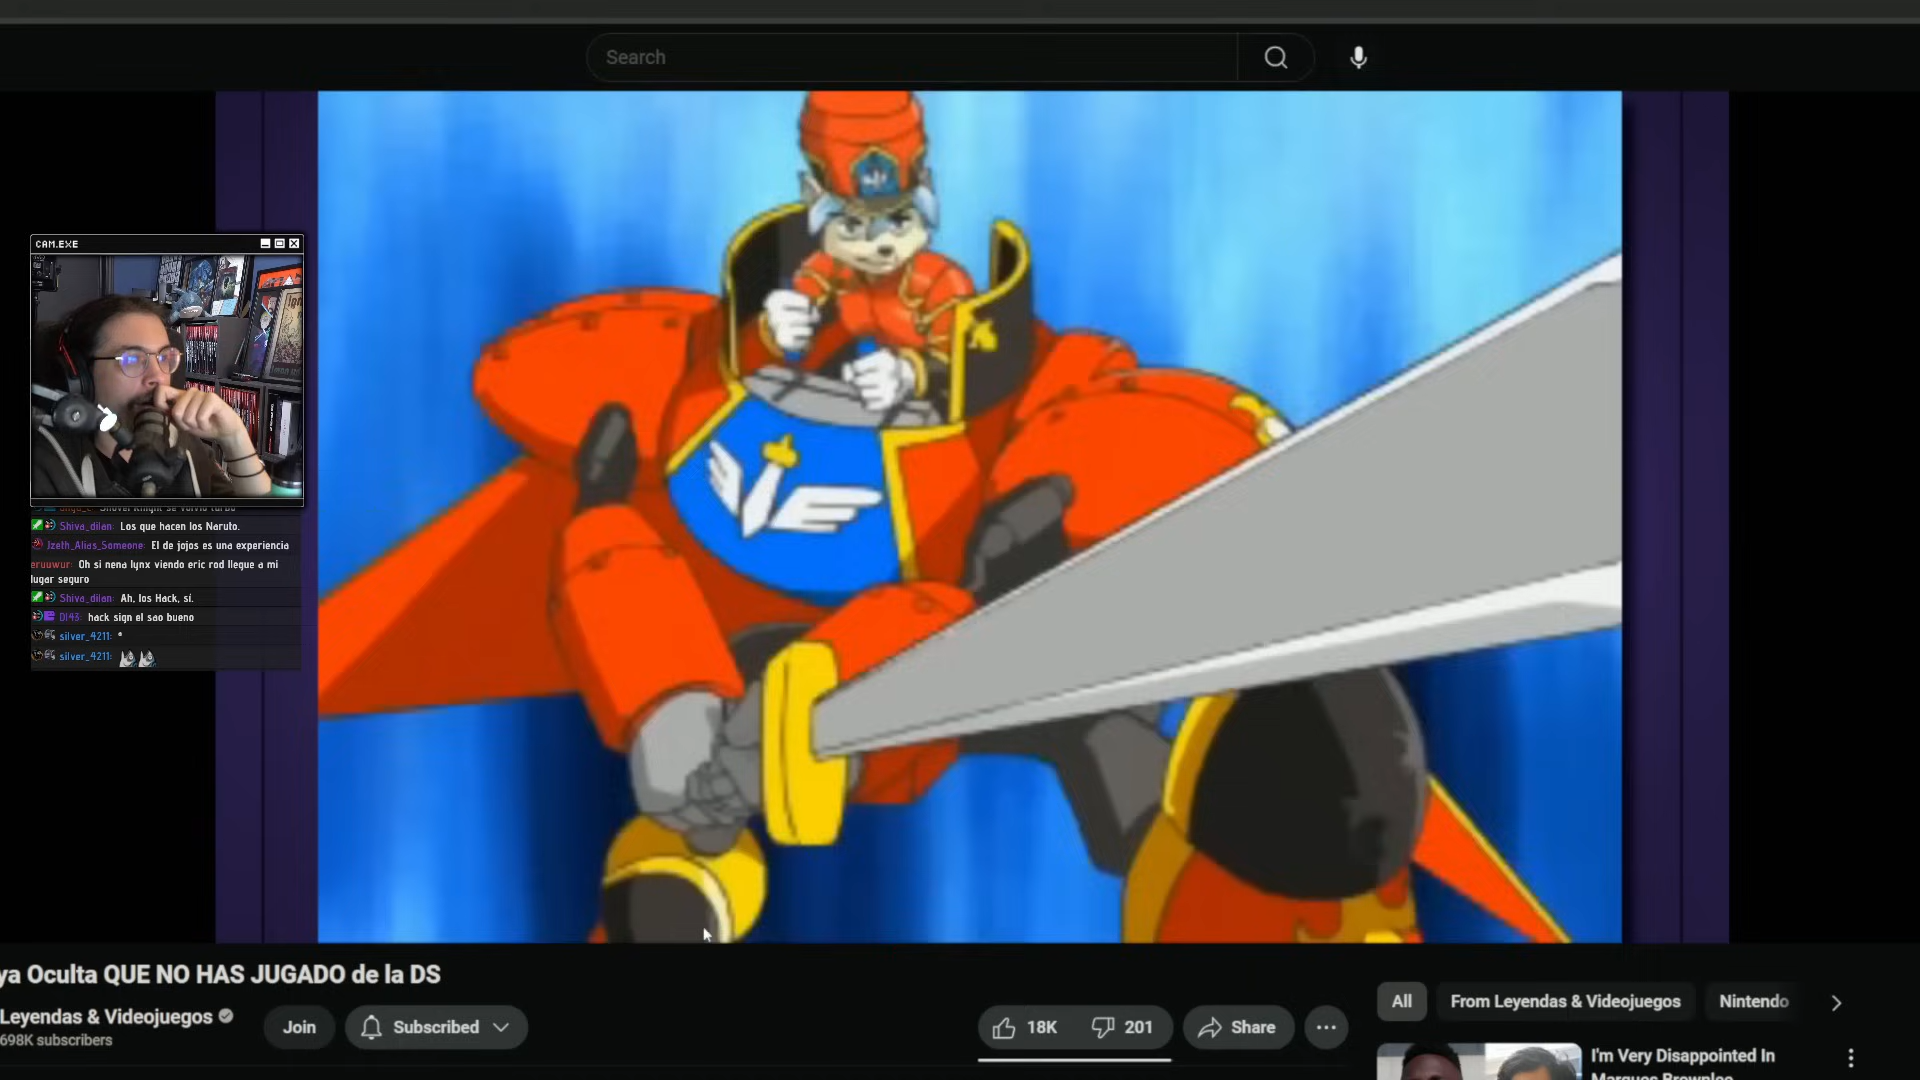 Search
CAM.EXE
Shiva_dilan: Los que hacen los Naruto.
Jzeth_Alias_Someone: El de jojos es una experiencia
eruuwur: Oh si nena lynx viendo eric rod llegue a mi
lugar seguro
Shiva_dilan: Ah, los Hack, sí.
Dl43: hack sign el sao bueno
silver_4211: *
silver_4211:
ya Oculta QUE NO HAS JUGADO de la DS
Leyendas & Videojuegos
698K subscribers
Join
Subscribed
18K
201
Share
All
From Leyendas & Videojuegos
Nintendo
I'm Very Disappointed In
Marques Brownlee